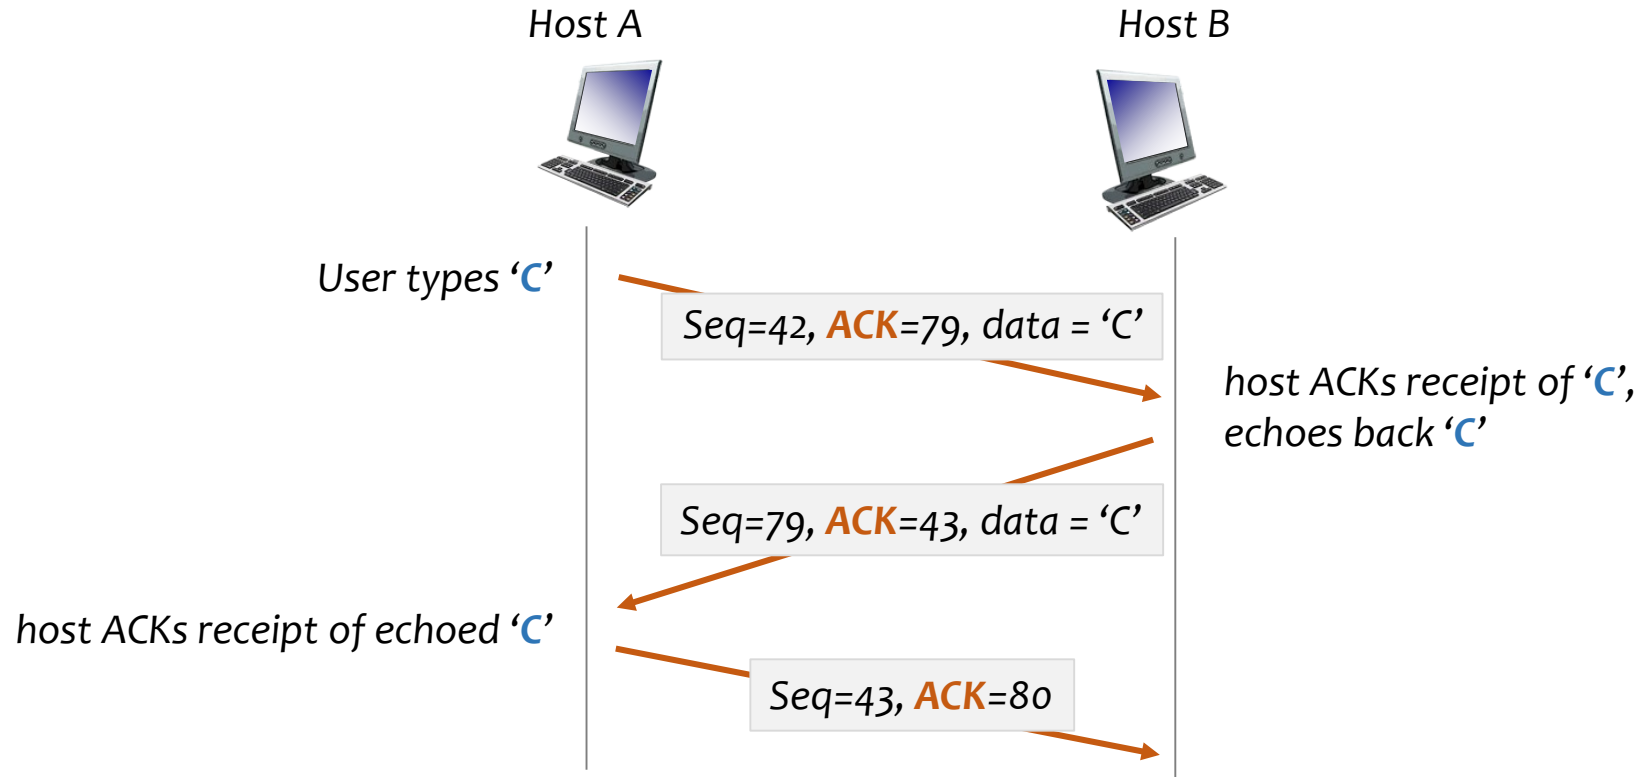 Host A
Host B
User types ‘C’
Seq=42, ACK=79, data = ‘C’
host ACKs receipt of ‘C’,
echoes back ‘C’
Seq=79, ACK=43, data = ‘C’
host ACKs receipt of echoed ‘C’
Seq=43, ACK=80